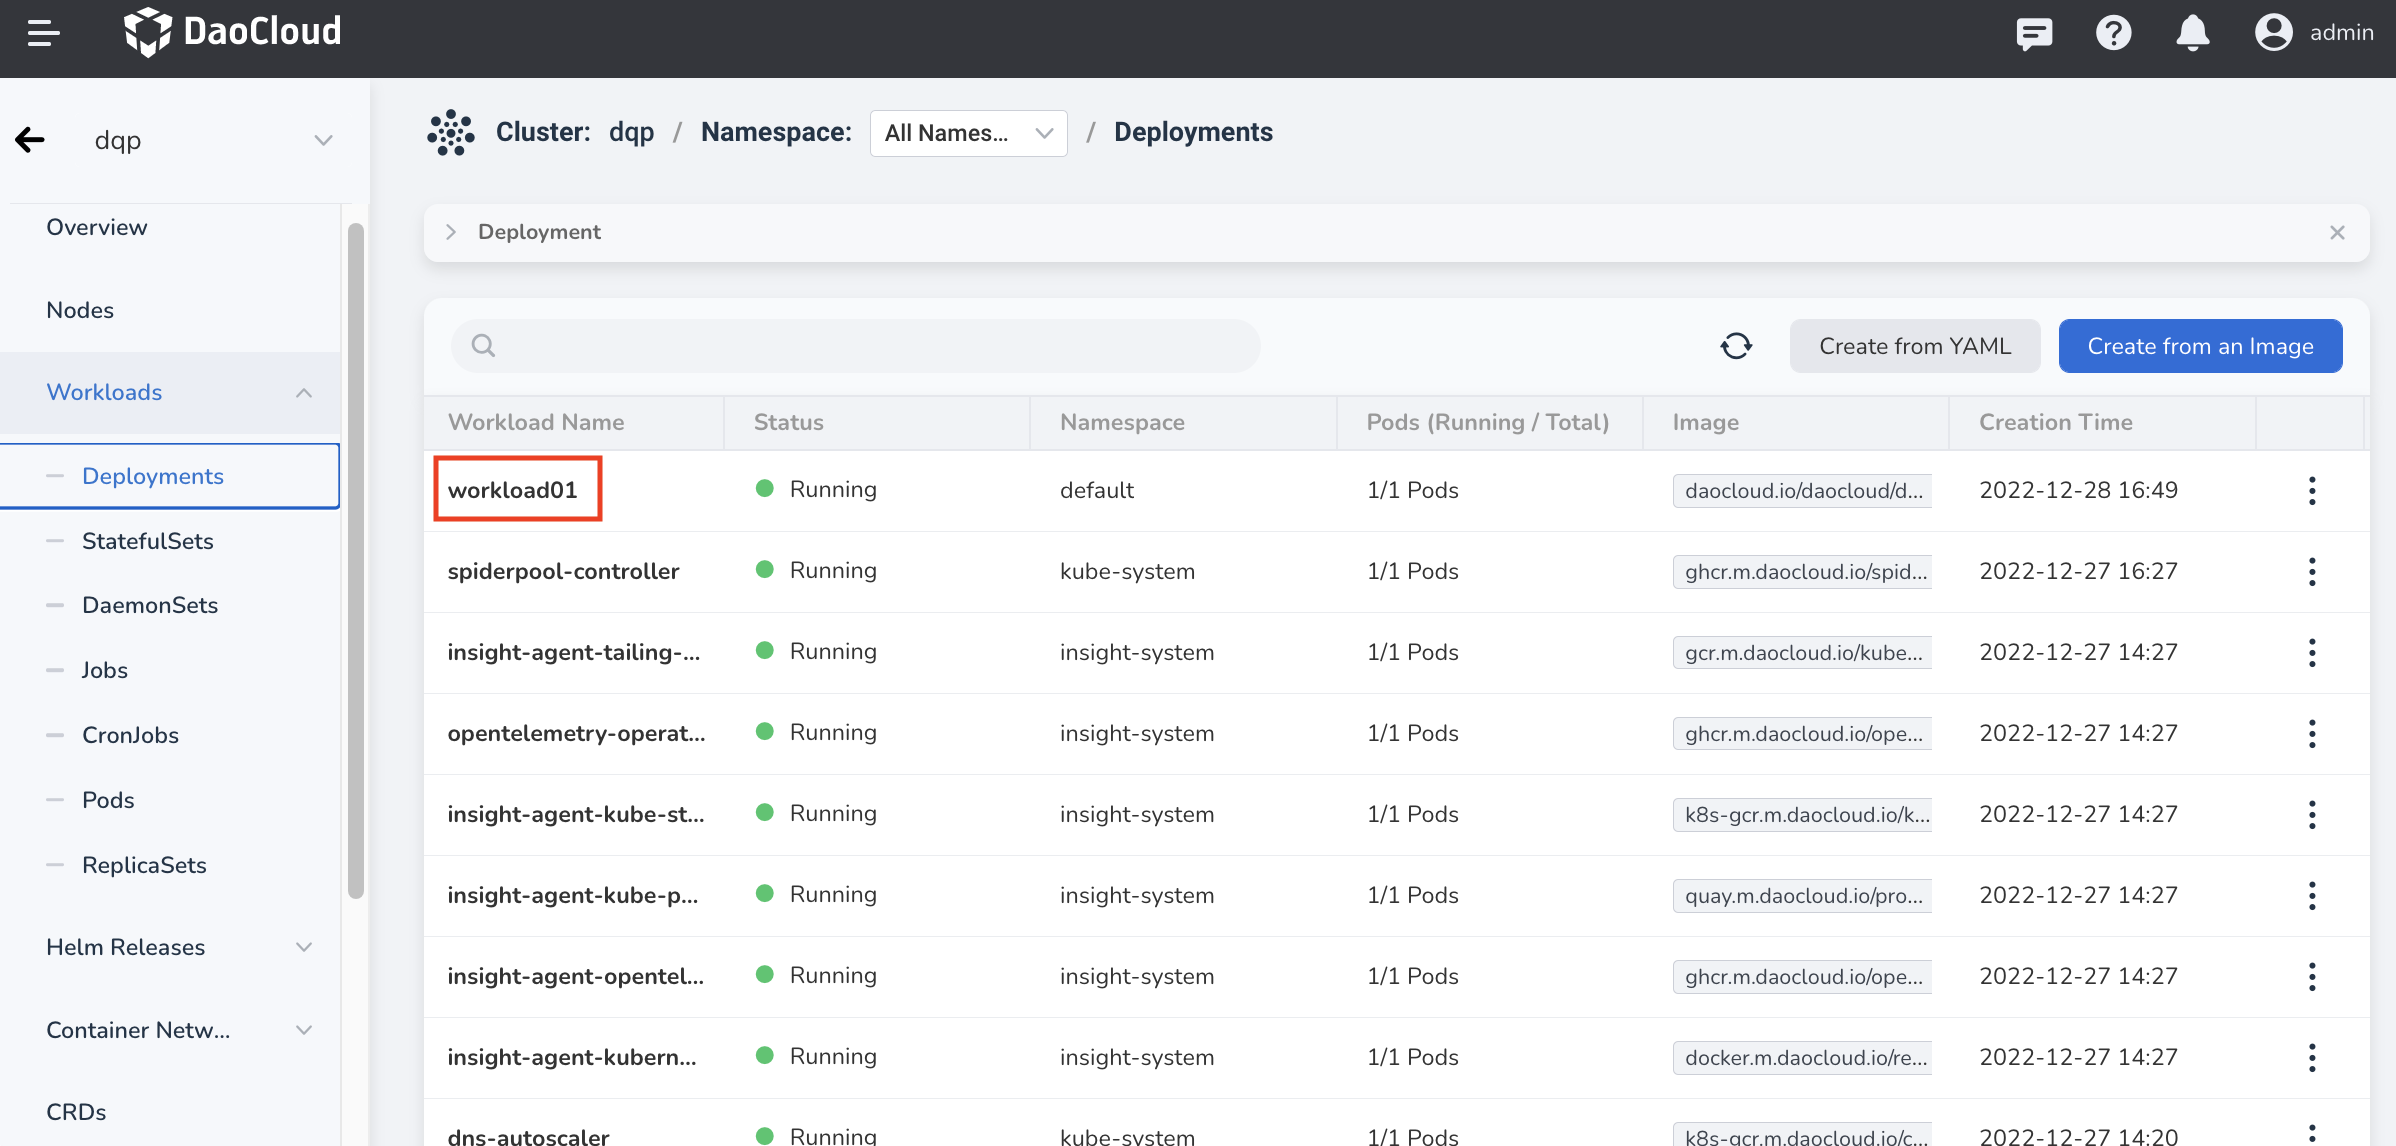 DaoCloud
admin
dqp
Overview
Nodes
Workloads
Deployments
StatefulSets
DaemonSets
Jobs
CronJobs
Pods
ReplicaSets
Helm Releases
Container Netw...
CRDs
Cluster: dqp / Namespace: All Names... / Deployments
Deployment
Create from YAML
Create from an Image
Workload Name Status Namespace Pods (Running / Total) Image Creation Time
workload01 Running default 1/1 Pods daocloud.io/daocloud/d... 2022-12-28 16:49
spiderpool-controller Running kube-system 1/1 Pods ghcr.m.daocloud.io/spid... 2022-12-27 16:27
insight-agent-tailing-... Running insight-system 1/1 Pods gcr.m.daocloud.io/kube... 2022-12-27 14:27
opentelemetry-operat... Running insight-system 1/1 Pods ghcr.m.daocloud.io/ope... 2022-12-27 14:27
insight-agent-kube-st... Running insight-system 1/1 Pods k8s-gcr.m.daocloud.io/k... 2022-12-27 14:27
insight-agent-kube-p... Running insight-system 1/1 Pods quay.m.daocloud.io/pro... 2022-12-27 14:27
insight-agent-opentel... Running insight-system 1/1 Pods ghcr.m.daocloud.io/ope... 2022-12-27 14:27
insight-agent-kubern... Running insight-system 1/1 Pods docker.m.daocloud.io/re... 2022-12-27 14:27
dns-autoscaler Running kube-system 1/1 Pods k8s-gcr.m.daocloud.io/c... 2022-12-27 14:20